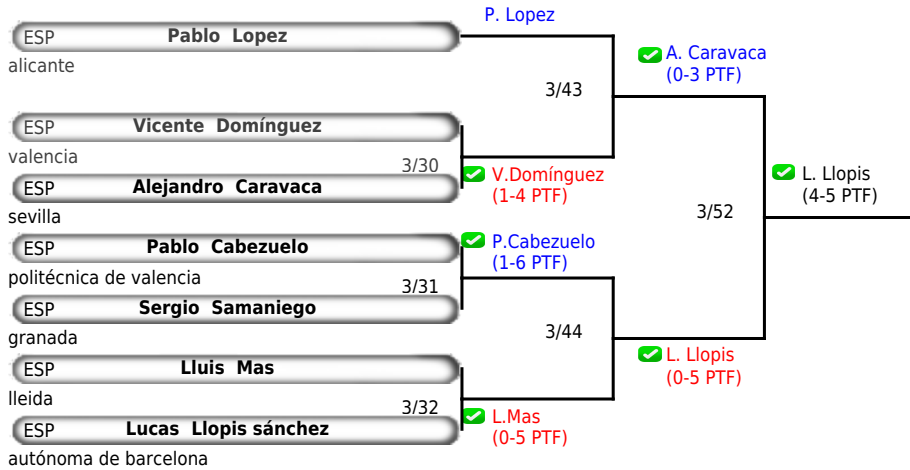 P. Lopez
ESP Pablo Lopez
alicante
A. Caravaca
(0-3 PTF)
3/43
ESP Vicente Domínguez
valencia
3/30
V.Domínguez
(1-4 PTF)
L. Llopis
(4-5 PTF)
ESP Alejandro Caravaca
sevilla
3/52
ESP Pablo Cabezuelo
P.Cabezuelo
(1-6 PTF)
politécnica de valencia
3/31
ESP Sergio Samaniego
granada
3/44
ESP Lluis Mas
L. Llopis
(0-5 PTF)
lleida
3/32
L.Mas
(0-5 PTF)
ESP Lucas Llopis sánchez
autónoma de barcelona